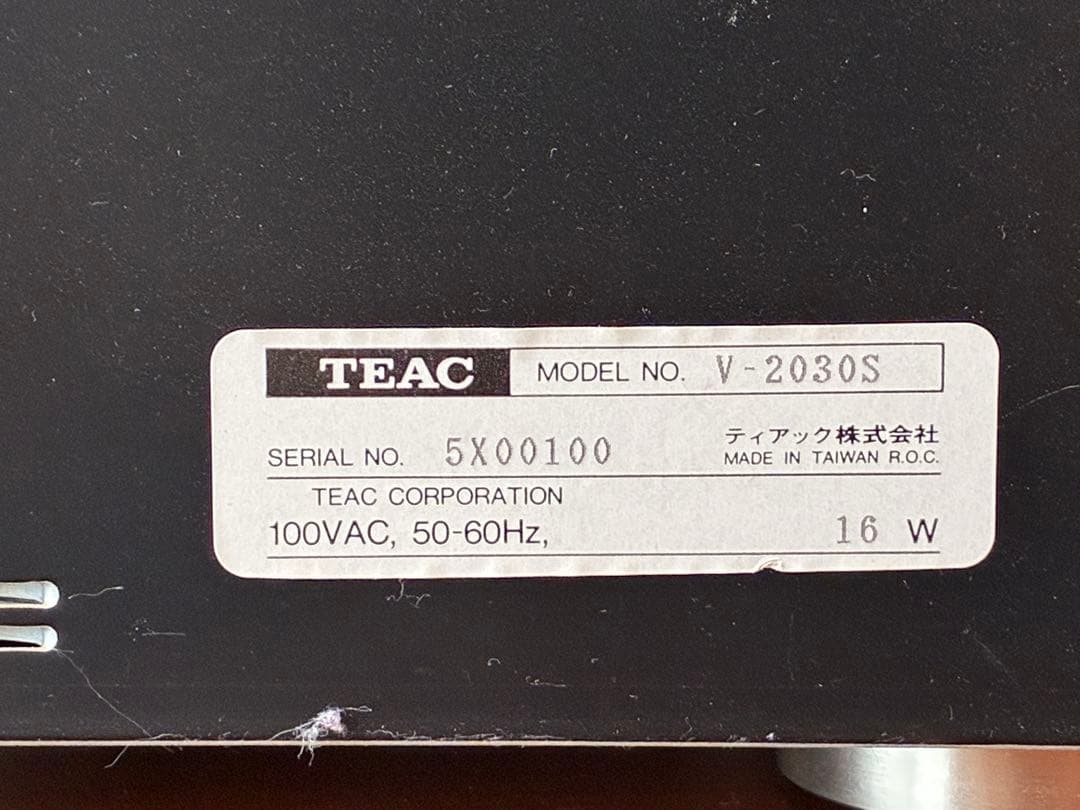 TEAC MODEL NO. V-2030S
ティアック株式会社
SERIAL NO. 5X00100 MADE IN TAIWAN R.O.C.
TEAC CORPORATION
100VAC, 50-60Hz, 16 W